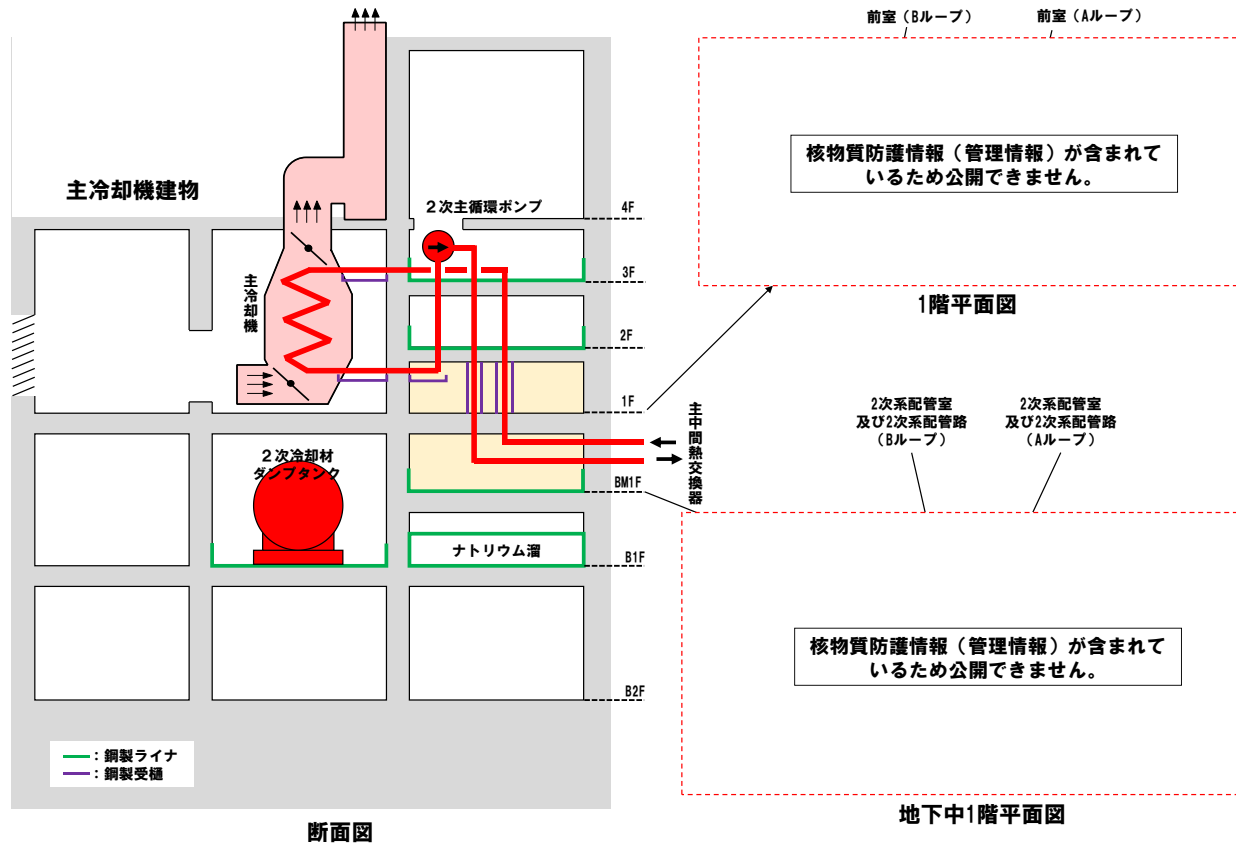 前室（Bループ）
前室（Aループ）
核物質防護情報（管理情報）が含まれて
いるため公開できません。
主冷却機建物
２次主循環ポンプ
4F
主冷却機
3F
1階平面図
2F
1F
主中間熱交換器
2次系配管室
及び2次系配管路
（Bループ）
2次系配管室
及び2次系配管路
（Aループ）
２次冷却材
ダンプタンク
BM1F
ナトリウム溜
B1F
核物質防護情報（管理情報）が含まれて
いるため公開できません。
B2F
：鋼製ライナ
：鋼製受樋
地下中1階平面図
断面図